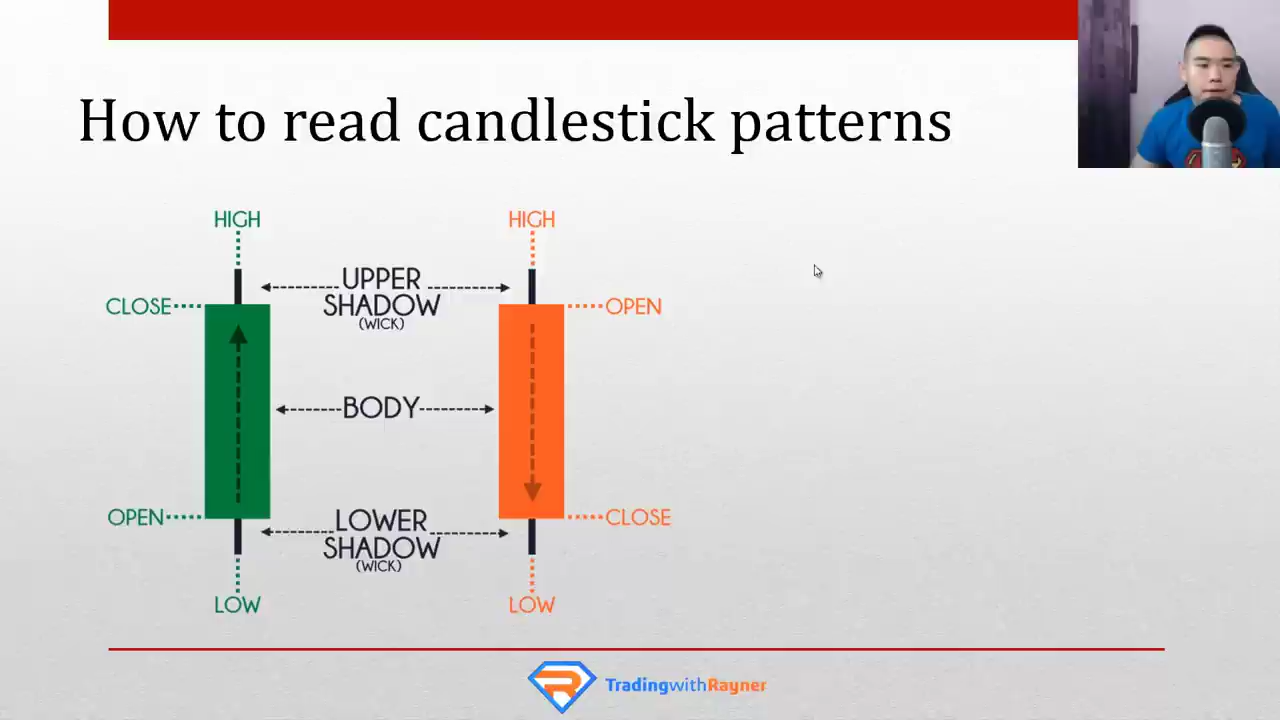 How to read candlestick patterns
HIGH
HIGH
UPPER
SHADOW
(WICK)
CLOSE
OPEN
BODY
OPEN
CLOSE
LOWER
SHADOW
(WICK)
LOW
LOW
TradingwithRayner